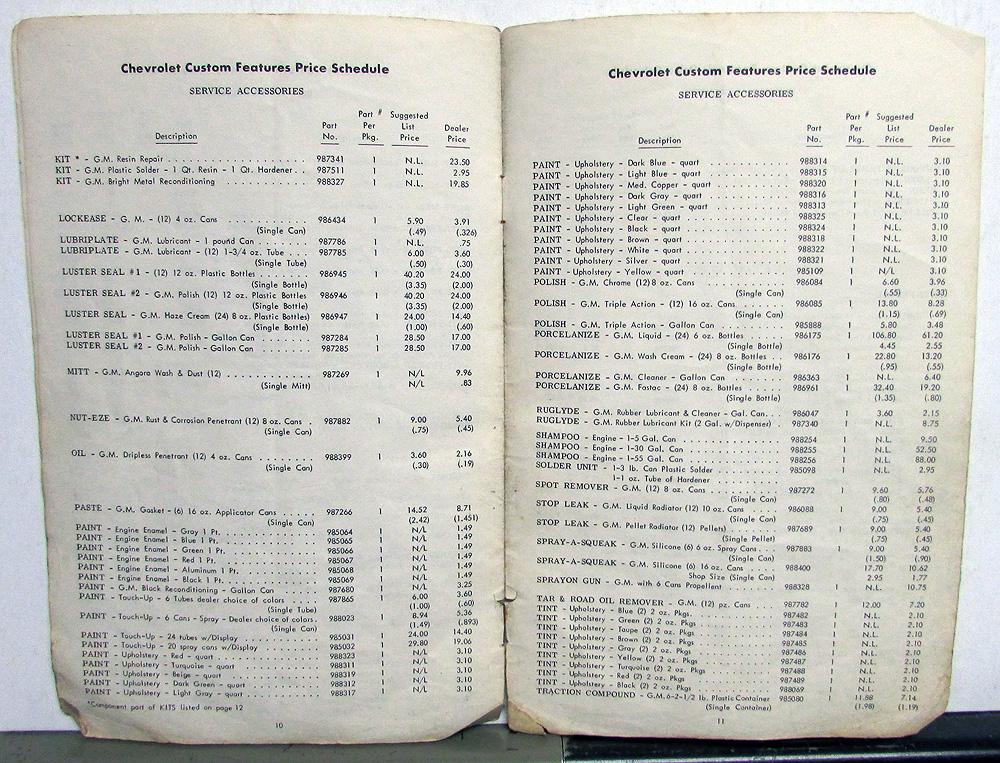 Chevrolet Custom Features Price Schedule
SERVICE ACCESSORIES
Description Part No. Part # Per Pkg. Suggested List Price Dealer Price
KIT * - G.M. Resin Repair . . . 987341 1 N.L. 23.50
KIT - G.M. Plastic Solder - 1 Qt. Resin - 1 Qt. Hardener . . 987511 1 N.L. 2.95
KIT - G.M. Bright Metal Reconditioning . . . 988327 1 N.L. 19.85
LOCKEASE - G. M. - (12) 4 oz. Cans . . . 986434 1 5.90 3.91
(Single Can) (.49) (.326)
LUBRIPLATE - G.M. Lubricant - 1 pound Can . . . 987786 1 N.L. .75
LUBRIPLATE - G.M. Lubricant - (12) 1-3/4 oz. Tube . . . 987785 1 6.00 3.60
(Single Tube) (.50) (.30)
LUSTER SEAL #1 - (12) 12 oz. Plastic Bottles . . . 986945 1 40.20 24.00
(Single Bottle) (3.35) (2.00)
LUSTER SEAL #2 - G.M. Polish (12) 12 oz. Plastic Bottles 986946 1 40.20 24.00
(Single Bottle) (3.35) (2.00)
LUSTER SEAL - G.M. Haze Cream (24) 8 oz. Plastic Bottles) 986947 1 24.00 14.40
(Single Bottle) (1.00) (.60)
LUSTER SEAL #1 - G.M. Polish - Gallon Can . . . 987284 1 28.50 17.00
LUSTER SEAL #2 - G.M. Polish - Gallon Can . . . 987285 1 28.50 17.00
MITT - G.M. Angora Wash & Dust (12) . . . 987269 1 N/L 9.96
(Single Mitt) N/L .83
NUT-EZE - G.M. Rust & Corrosion Penetrant (12) 8 oz. Cans . 987882 1 9.00 5.40
(Single Can) (.75) (.45)
OIL - G.M. Dripless Penetrant (12) 4 oz. Cans . . . 988399 1 3.60 2.16
(Single Can) (.30) (.19)
PASTE - G.M. Gasket - (6) 16 oz. Applicator Cans . . . 987266 1 14.52 8.71
(Single Can) (2.42) (1.451)
PAINT - Engine Enamel - Gray 1 Pt. . . . 985064 1 N/L 1.49
PAINT - Engine Enamel - Blue 1 Pt. . . . 985065 1 N/L 1.49
PAINT - Engine Enamel - Green 1 Pt. . . . 985066 1 N/L 1.49
PAINT - Engine Enamel - Red 1 Pt. . . . 985067 1 N/L 1.49
PAINT - Engine Enamel - Aluminum 1 Pt. . . . 985068 1 N/L 1.49
PAINT - Engine Enamel - Black 1 Pt. . . . 985069 1 N/L 1.49
PAINT - G.M. Black Reconditioning - Gallon Can . . . 987680 1 N/L 3.25
PAINT - Touch-Up - 6 Tubes dealer choice of colors . . . 987865 1 6.00 3.60
(Single Tube) (1.00) (.60)
PAINT - Touch-Up - 6 Cans - Spray - Dealer choice of colors . 988023 1 8.94 5.36
(Single Can) (1.49) (.893)
PAINT - Touch-Up - 24 tubes w/Display . . . 985031 1 24.00 14.40
PAINT - Touch-Up - 20 spray cans w/Display . . . 985032 1 29.80 19.06
PAINT - Upholstery - Red - quart . . . 988323 1 N/L 3.10
PAINT - Upholstery - Turquoise - quart . . . 988311 1 N/L 3.10
PAINT - Upholstery - Beige - quart . . . 988319 1 N/L 3.10
PAINT - Upholstery - Dark Green - quart . . . 988312 1 N/L 3.10
PAINT - Upholstery - Light Gray - quart . . . 988317 1 N/L 3.10
*Component part of KITS listed on page 12
10
Chevrolet Custom Features Price Schedule
SERVICE ACCESSORIES
Description Part No. Part # Per Pkg. Suggested List Price Dealer Price
PAINT - Upholstery - Dark Blue - quart . . . 988314 1 N.L. 3.10
PAINT - Upholstery - Light Blue - quart . . . 988315 1 N.L. 3.10
PAINT - Upholstery - Med. Copper - quart . . . 988320 1 N.L. 3.10
PAINT - Upholstery - Dark Gray - quart . . . 988316 1 N.L. 3.10
PAINT - Upholstery - Light Green - quart . . . 988313 1 N.L. 3.10
PAINT - Upholstery - Clear - quart . . . 988325 1 N.L. 3.10
PAINT - Upholstery - Black - quart . . . 988324 1 N.L. 3.10
PAINT - Upholstery - Brown - quart . . . 988318 1 N.L. 3.10
PAINT - Upholstery - White - quart . . . 988322 1 N.L. 3.10
PAINT - Upholstery - Silver - quart . . . 988321 1 N.L. 3.10
PAINT - Upholstery - Yellow - quart . . . 985109 1 N/L 3.10
POLISH - G.M. Chrome (12) 8 oz. Cans . . . 986084 1 6.60 3.96
(Single Can) (.55) (.33)
POLISH - G.M. Triple Action - (12) 16 oz. Cans . . . 986085 1 13.80 8.28
(Single Can) (1.15) (.69)
POLISH - G.M. Triple Action - Gallon Can . . . 985888 1 5.80 3.48
PORCELANIZE - G.M. Liquid - (24) 6 oz. Bottles . . . 986175 1 106.80 61.20
(Single Bottle) 4.45 2.55
PORCELANIZE - G.M. Wash Cream - (24) 8 oz. Bottles . . 986176 1 22.80 13.20
(Single Bottle) (.95) (.55)
PORCELANIZE - G.M. Cleaner - Gallon Can . . . 986363 1 N.L. 6.40
PORCELANIZE - G.M. Fastac - (24) 8 oz. Bottles . . . 986961 1 32.40 19.20
(Single Bottle) (1.35) (.80)
RUGLYDE - G.M. Rubber Lubricant & Cleaner - Gal. Can. . . 986047 1 3.60 2.15
RUGLYDE - G.M. Rubber Lubricant Kit (2 Gal. w/Dispenser) . 987340 1 N.L. 8.75
SHAMPOO - Engine - 1-5 Gal. Can . . . 988254 1 N.L. 9.50
SHAMPOO - Engine - 1-30 Gal. Can . . . 988255 1 N.L. 52.50
SHAMPOO - Engine - 1-55 Gal. Can . . . 988256 1 N.L. 88.00
SOLDER UNIT - 1-3 lb. Can Plastic Solder . . . 985098 1 N.L. 2.95
1-1 oz. Tube of Hardener
SPOT REMOVER - G.M. (12) 8 oz. Cans . . . 987272 1 9.60 5.76
(Single Can) (.80) (.48)
STOP LEAK - G.M. Liquid Radiator (12) 10 oz. Cans . . . 986088 1 9.00 5.40
(Single Can) (.75) (.45)
STOP LEAK - G.M. Pellet Radiator (12 Pellets) . . . 987689 1 9.00 5.40
(Single Pellet) (.75) (.45)
SPRAY-A-SQUEAK - G.M. Silicone (6) 6 oz. Spray Cans . . . 987883 1 9.00 5.40
(Single Can) (1.50) (.90)
SPRAY-A-SQUEAK - G.M. Silicone (6) 16 oz. Cans . . . 988400 1 17.70 10.62
Shop Size (Single Can) 2.95 1.77
SPRAYON GUN - G.M. with 6 Cans Propellent . . . 988328 1 N.L. 10.75
TAR & ROAD OIL REMOVER - G.M. (12) pz. Cans . . . 987782 1 12.00 7.20
TINT - Upholstery - Blue (2) 2 oz. Pkgs. . . . 987482 1 N.L. 2.10
TINT - Upholstery - Green (2) 2 oz. Pkgs. . . . 987483 1 N.L. 2.10
TINT - Upholstery - Taupe (2) 2 oz. Pkgs . . . 987484 1 N.L. 2.10
TINT - Upholstery - Brown (2) 2 oz. Pkgs . . . 987485 1 N.L. 2.10
TINT - Upholstery - Gray (2) 2 oz. Pkgs . . . 987486 1 N.L. 2.10
TINT - Upholstery - Yellow (2) 2 oz. Pkgs . . . 987487 1 N.L. 2.10
TINT - Upholstery - Turquoise (2) 2 oz. Pkgs . . . 987488 1 N.L. 2.10
TINT - Upholstery - Red (2) 2 oz. Pkgs . . . 987489 1 N.L. 2.10
TINT - Upholstery - Black (2) 2 oz. Pkgs . . . 988069 1 N.L. 2.10
TRACTION COMPOUND - G.M. 6-2-1/2 lb. Plastic Container 985080 1 11.88 7.14
(Single Container) (1.98) (1.19)
11